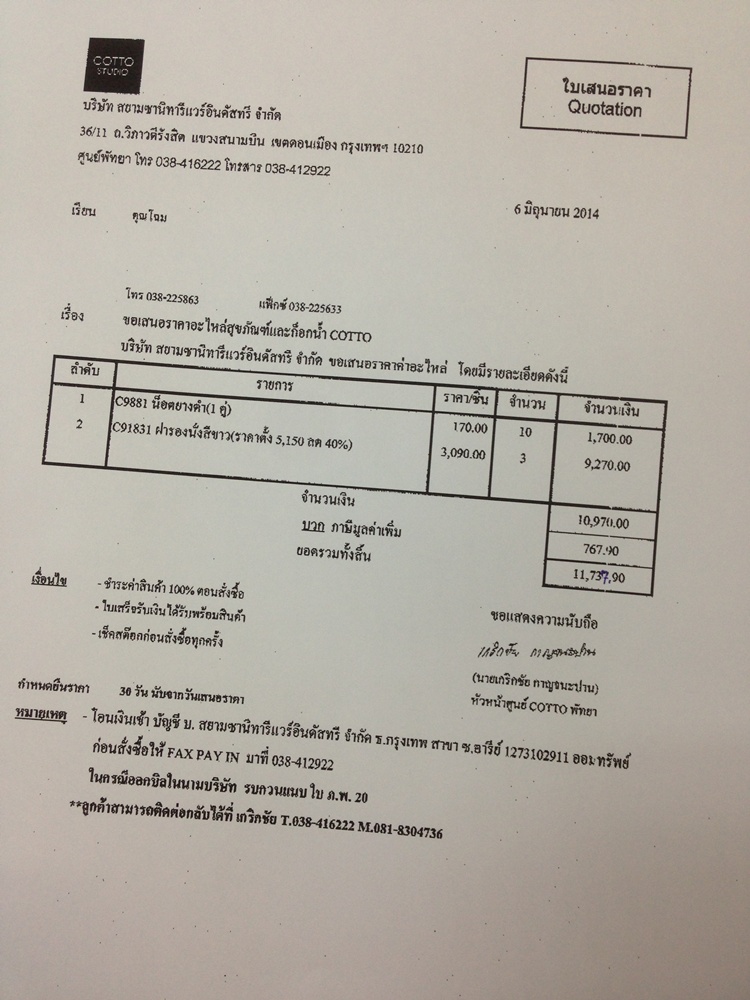 COTTO
STUDIO
ใบเสนอราคา
Quotation
บริษัท สยามซานิทารีแวร์อินดัสทรี จำกัด
36/11 ถ.วิภาวดีรังสิต แขวงสนามบิน เขตดอนเมือง กรุงเทพฯ 10210
ศูนย์พัทยา โทร 038-416222 โทรสาร 038-412922
6 มิถุนายน 2014
เรียน คุณโฉม
โทร 038-225863 แฟ็กซ์ 038-225633
เรื่อง ขอเสนอราคาอะไหล่สุขภัณฑ์และก็อกน้ำ COTTO
บริษัท สยามซานิทารีแวร์อินดัสทรี จำกัด ขอเสนอราคาค่าอะไหล่ โดยมีรายละเอียดดังนี้
ลำดับ รายการ ราคา/ชิ้น จำนวน จำนวนเงิน
1 C9881 น็อตยางดำ(1 คู่) 170.00 10 1,700.00
2 C91831 ฝารองนั่งสีขาว(ราคาตั้ง 5,150 ลด 40%) 3,090.00 3 9,270.00
จำนวนเงิน 10,970.00
บวก ภาษีมูลค่าเพิ่ม 767.90
ยอดรวมทั้งสิ้น 11,737.90
เงื่อนไข - ชำระค่าสินค้า 100% ตอนสั่งซื้อ
- ใบเสร็จรับเงินได้รับพร้อมสินค้า
- เช็คสต๊อกก่อนสั่งซื้อทุกครั้ง
ขอแสดงความนับถือ
เกริกชัย กาญจนะปาน
(นายเกริกชัย กาญจนะปาน)
หัวหน้าศูนย์ COTTO พัทยา
กำหนดยืนราคา 30 วัน นับจากวันเสนอราคา
หมายเหตุ - โอนเงินเข้า บัญชี บ. สยามซานิทารีแวร์อินดัสทรี จำกัด ธ.กรุงเทพ สาขา ซ.อารีย์ 1273102911 ออมทรัพย์
ก่อนสั่งซื้อให้ FAX PAY IN มาที่ 038-412922
ในกรณีออกบิลในนามบริษัท รบกวนแนบ ใบ ภ.พ. 20
**ลูกค้าสามารถติดต่อกลับได้ที่ เกริกชัย T.038-416222 M.081-8304736